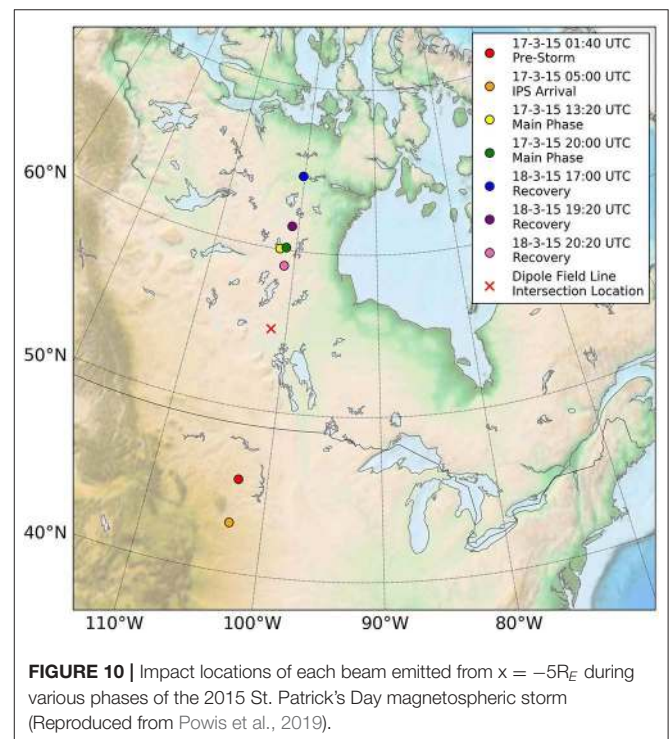 17-3-15 01:40 UTC
Pre-Storm
17-3-15 05:00 UTC
IPS Arrival
17-3-15 13:20 UTC
Main Phase
17-3-15 20:00 UTC
Main Phase
18-3-15 17:00 UTC
Recovery
18-3-15 19:20 UTC
Recovery
18-3-15 20:20 UTC
Recovery
Dipole Field Line
Intersection Location
60°N
50°N
40°N
110°W 100°W 90°W 80°W
FIGURE 10 | Impact locations of each beam emitted from x = −5R_E during
various phases of the 2015 St. Patrick's Day magnetospheric storm
(Reproduced from Powis et al., 2019).